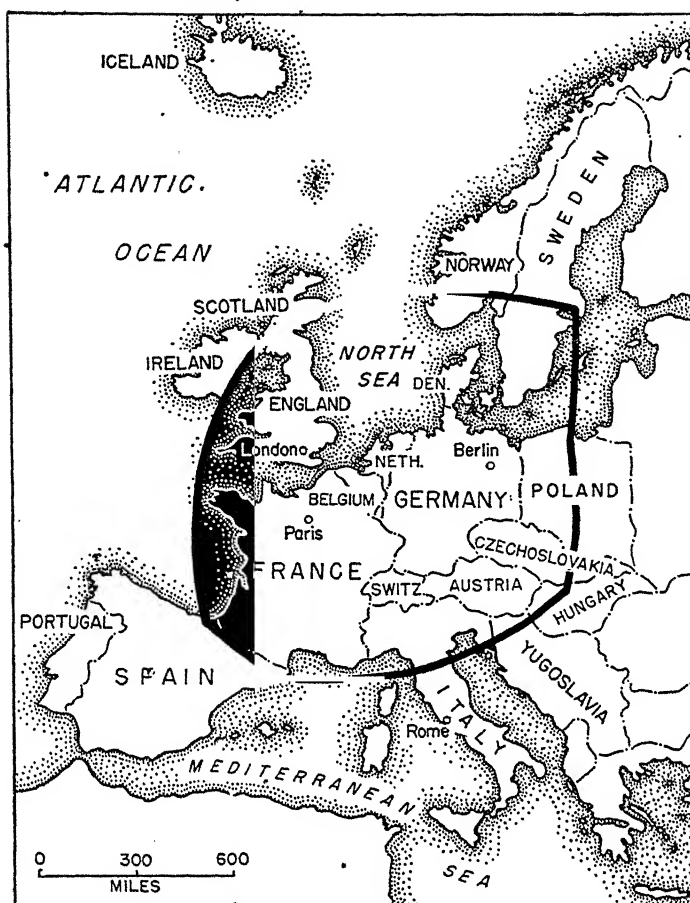 ICELAND
ATLANTIC
OCEAN
SWEDEN
NORWAY
SCOTLAND
IRELAND
NORTH
SEA
DEN.
ENGLAND
London
NETH.
Berlin
BELGIUM
GERMANY
POLAND
Paris
CZECHOSLOVAKIA
FRANCE
SWITZ
AUSTRIA
HUNGARY
PORTUGAL
SPAIN
YUGOSLAVIA
ITALY
Rome
MEDITERRANEAN
SEA
0 300 600
MILES